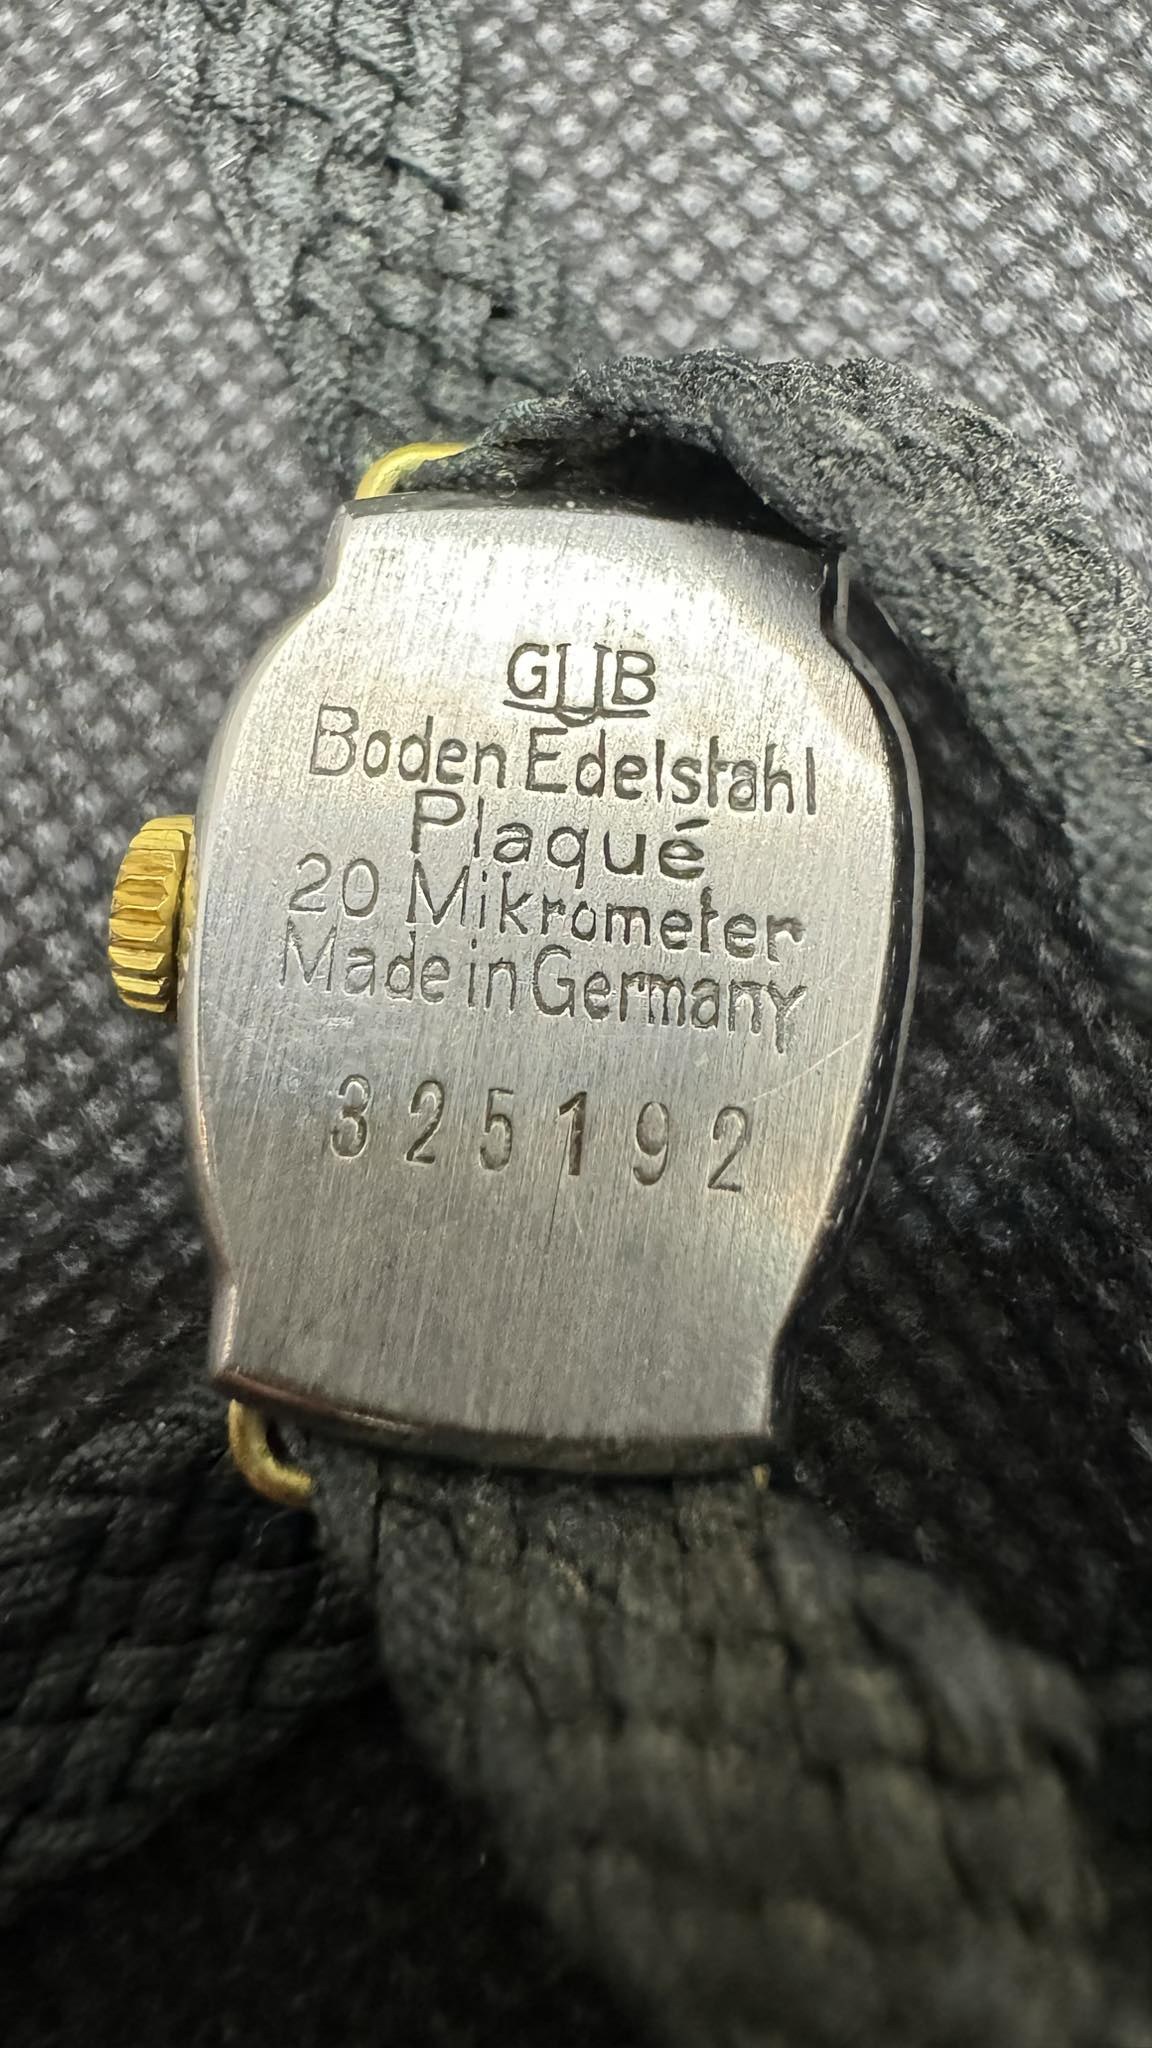 GUB
Boden Edelstahl
Plaqué
20 Mikrometer
Made in Germany
325192